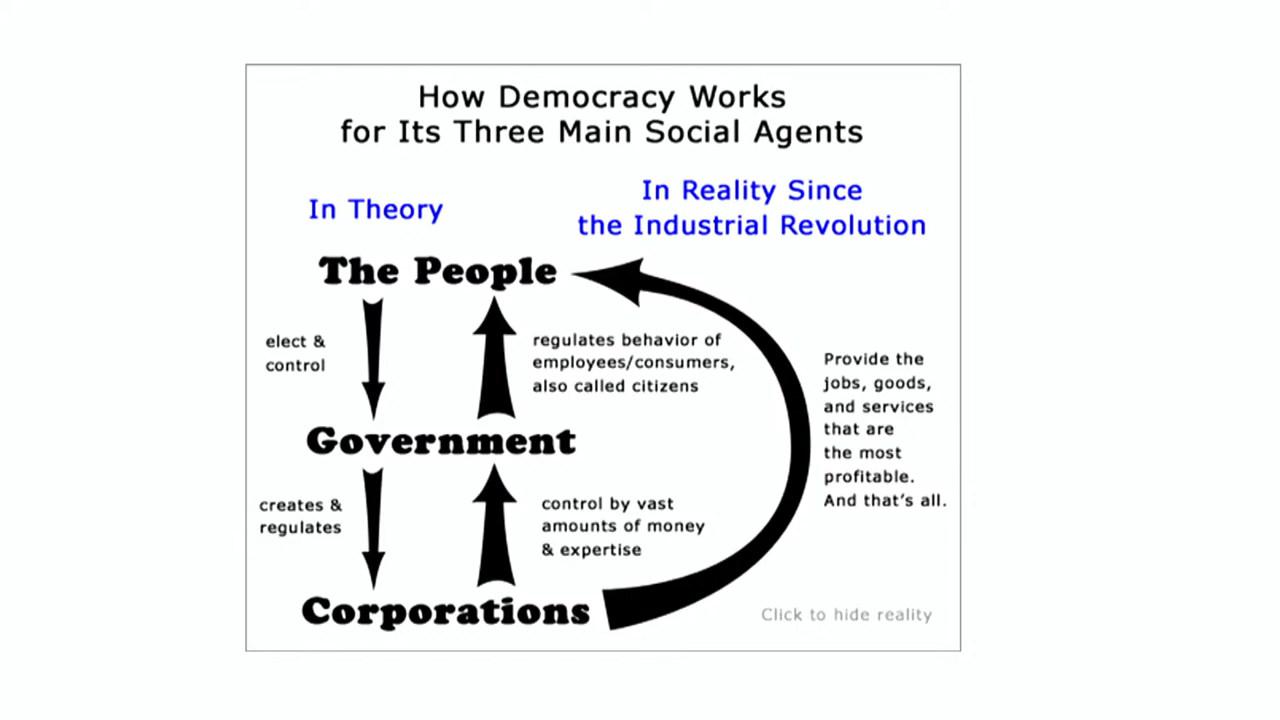 How Democracy Works
for Its Three Main Social Agents
In Theory
In Reality Since
the Industrial Revolution
The People
elect &
control
regulates behavior of
employees/consumers,
also called citizens
Provide the
jobs, goods,
and services
that are
the most
profitable.
And that's all.
Government
creates &
regulates
control by vast
amounts of money
& expertise
Corporations
Click to hide reality